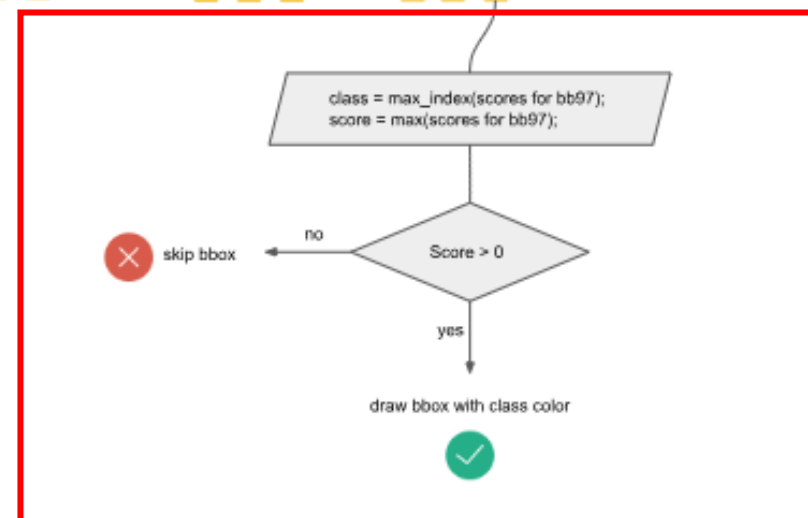 class = max_index(scores for bb97);
score = max(scores for bb97);
Score > 0
no
skip bbox
yes
draw bbox with class color